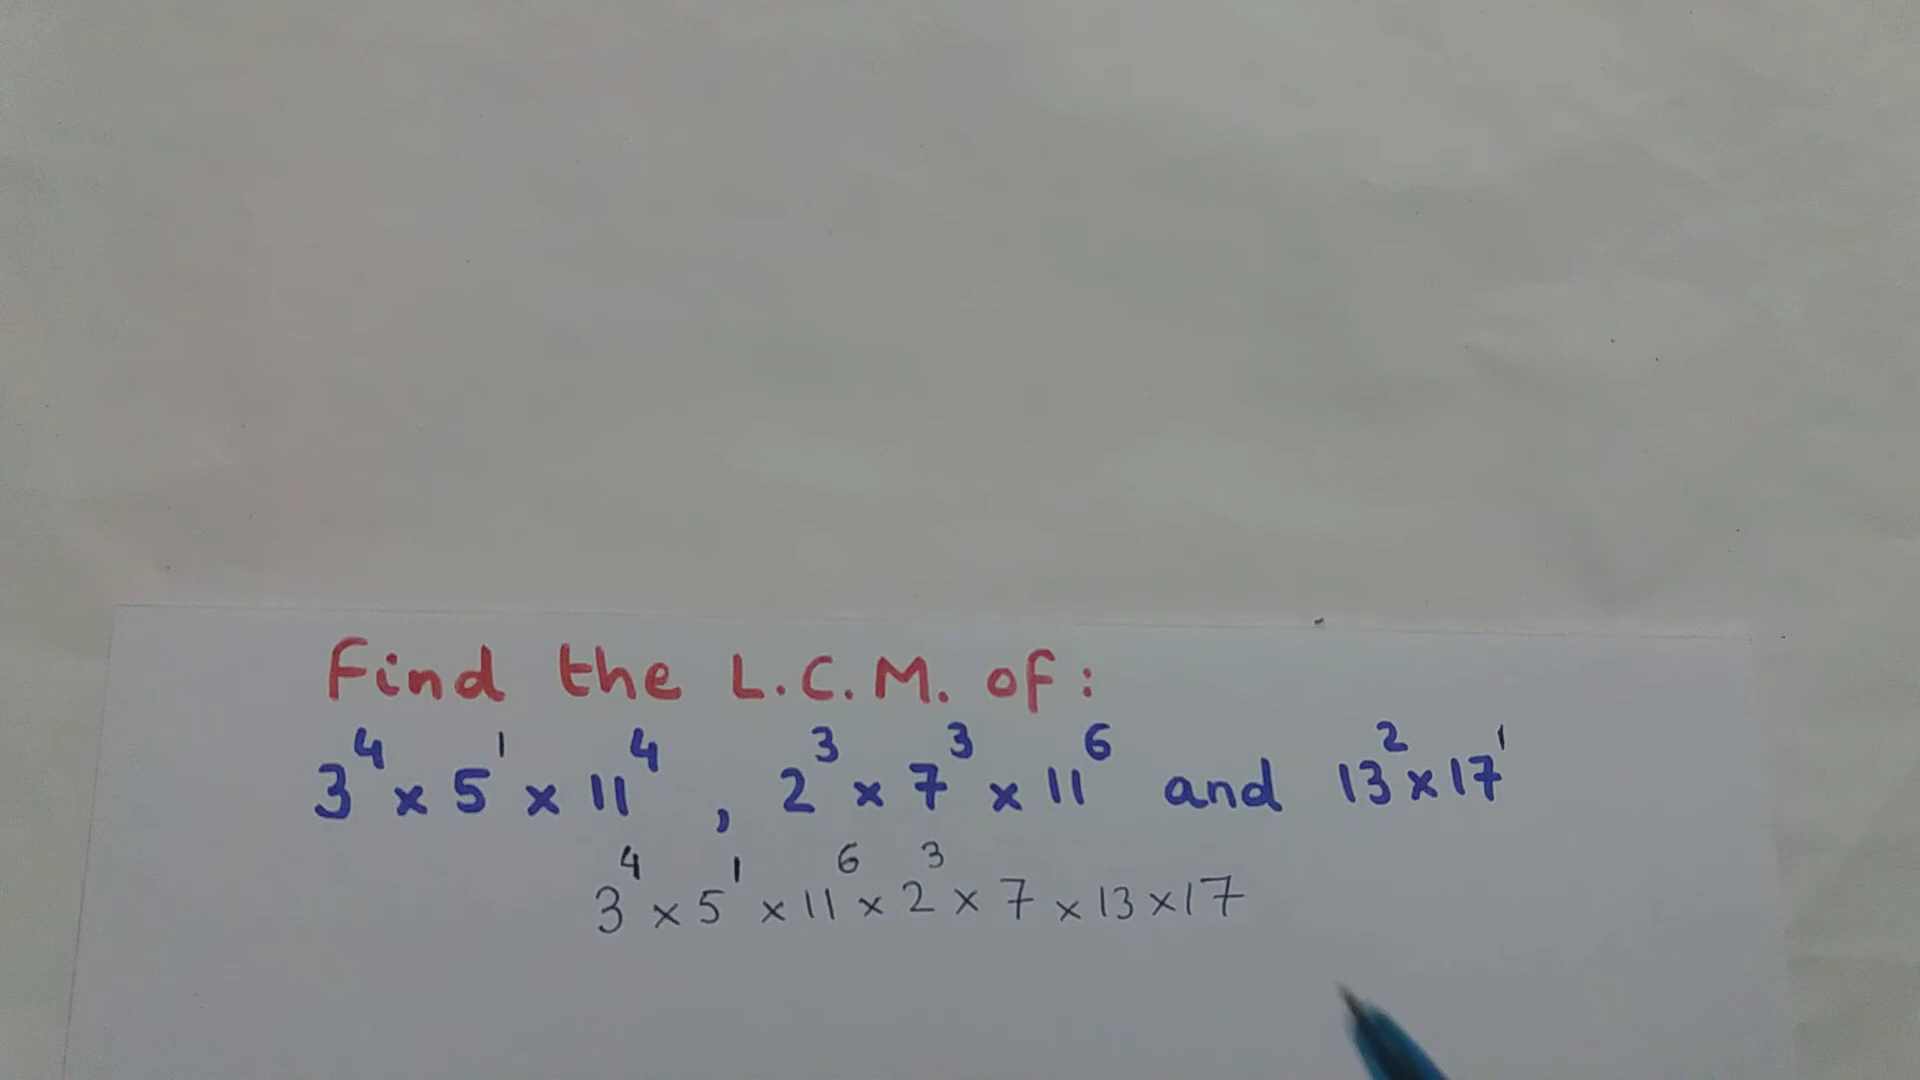 Find the L.C.M. of:
3⁴ × 5¹ × 11⁴ , 2³ × 7³ × 11⁶ and 13² × 17¹
3⁴ × 5¹ × 11⁶ × 2³ × 7 × 13 × 17